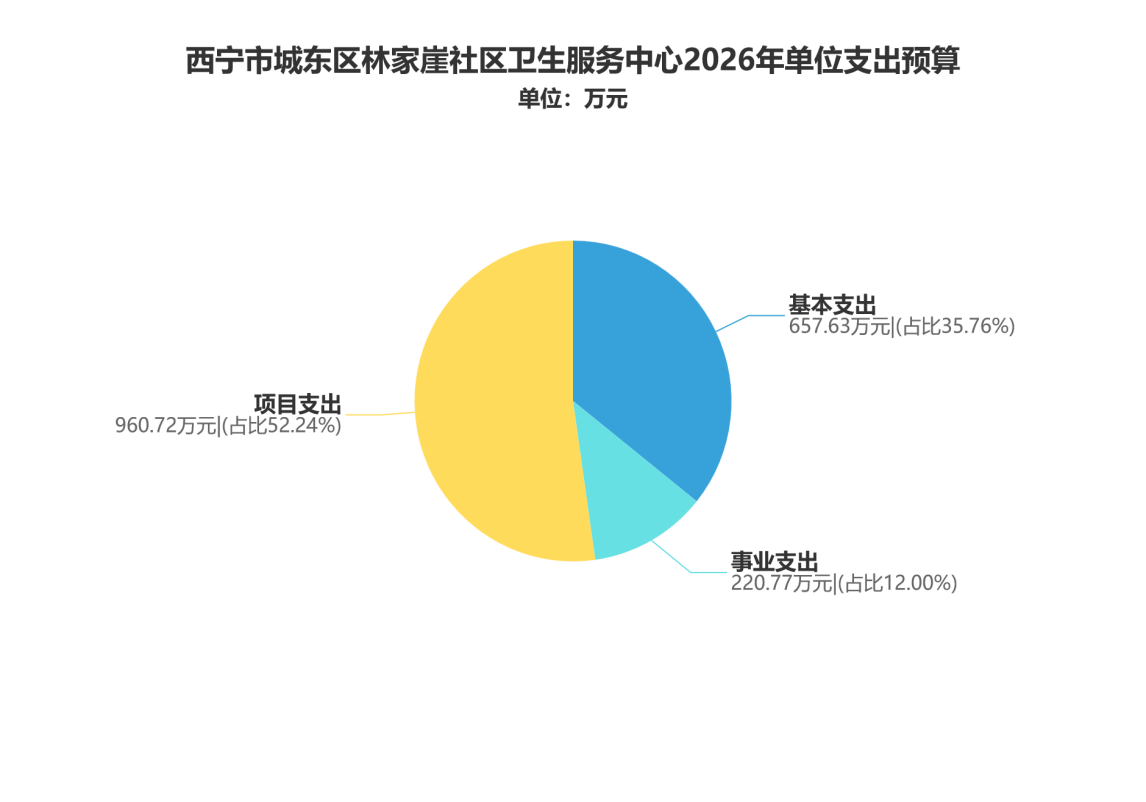 西宁市城东区林家崖社区卫生服务中心2026年单位支出预算
单位：万元
基本支出
657.63万元|(占比35.76%)
项目支出
960.72万元|(占比52.24%)
事业支出
220.77万元|(占比12.00%)